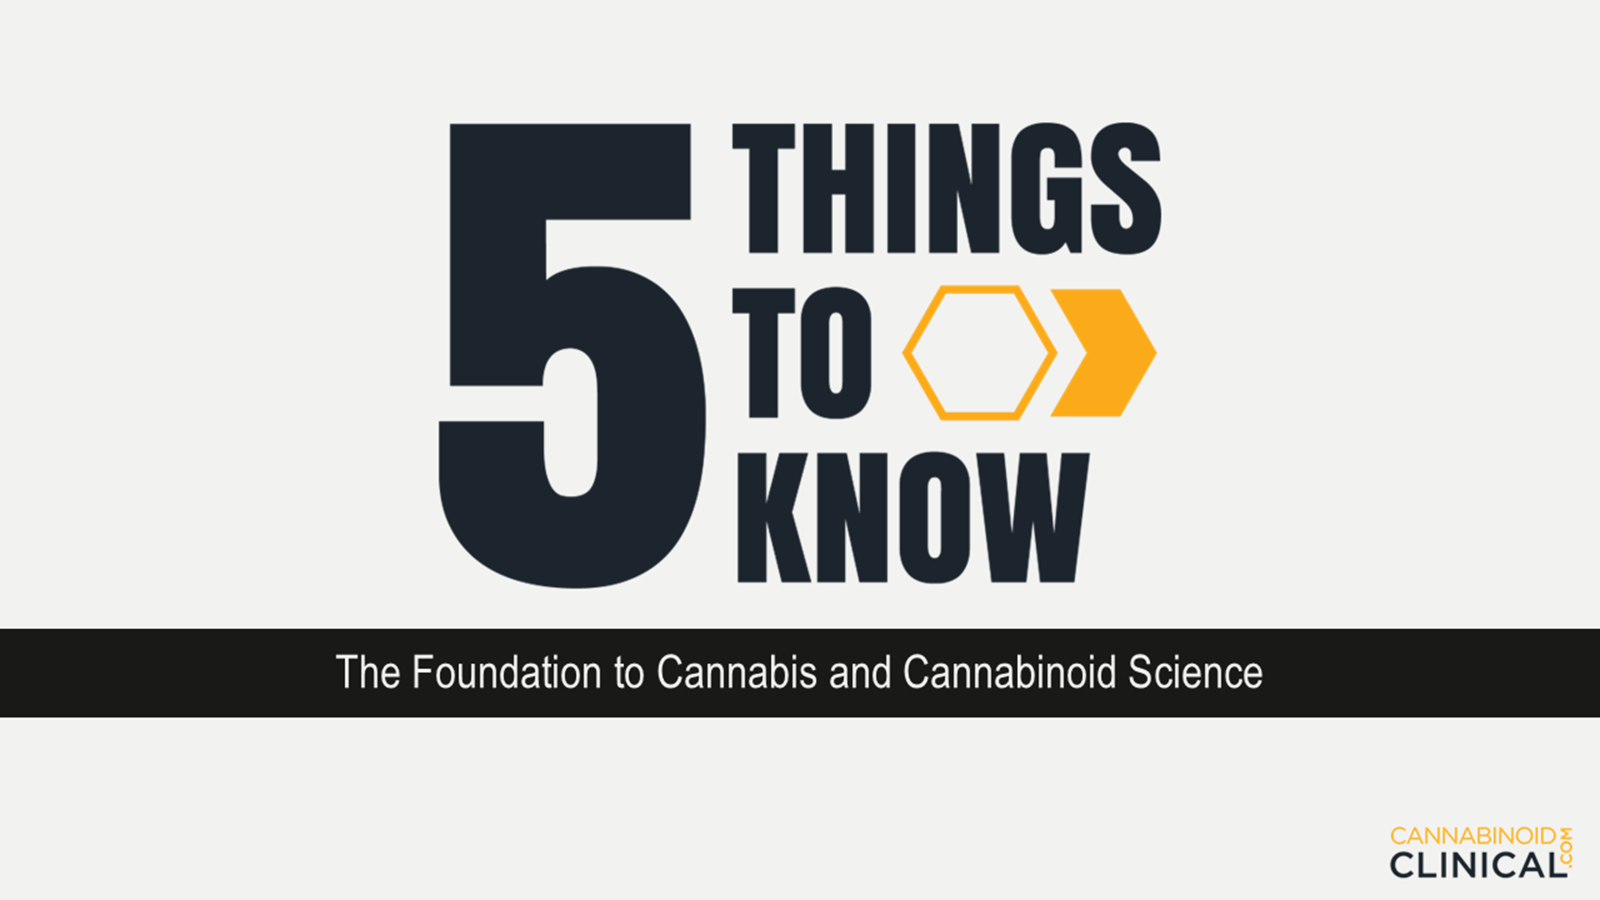 5 THINGS
TO
KNOW
The Foundation to Cannabis and Cannabinoid Science
CANNABINOID
CLINICAL.COM